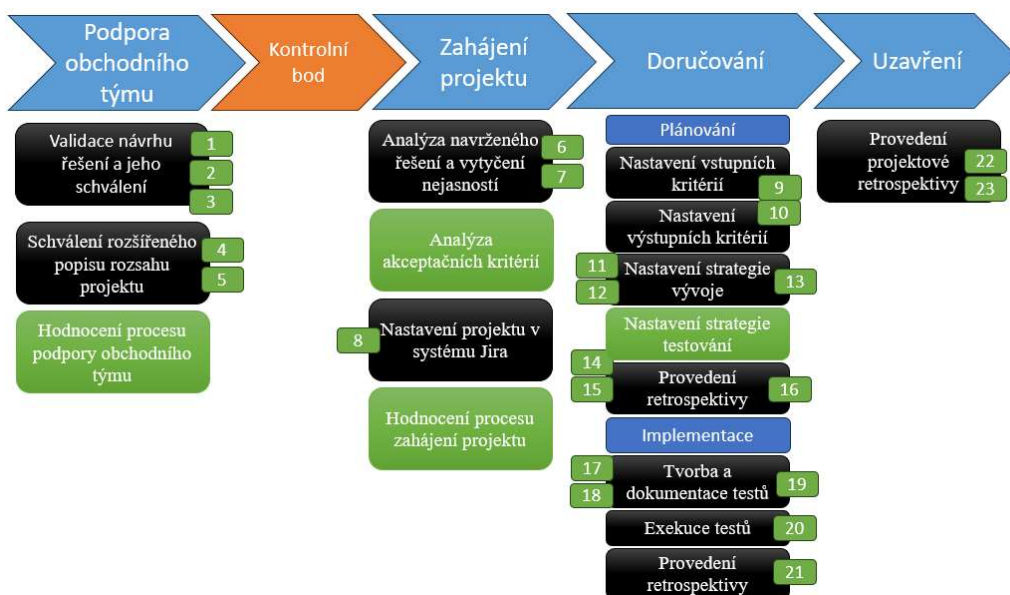 Podpora
obchodního
týmu
Kontrolní
bod
Zahájení
projektu
Doručování
Uzavření
Validace návrhu
řešení a jeho
schválení
1
2
3
Schválení rozšířeného
popisu rozsahu
projektu
4
5
Hodnocení procesu
podpory obchodního
týmu
Analýza navrženého
řešení a vytyčení
nejasností
6
7
Analýza
akceptačních kritérií
8
Nastavení projektu v
systému Jira
Hodnocení procesu
zahájení projektu
Plánování
Nastavení vstupních
kritérií
9
Nastavení
výstupních kritérií
10
11
12
Nastavení strategie
vývoje
13
Nastavení strategie
testování
14
15
Provedení
retrospektivy
16
Implementace
17
18
Tvorba a
dokumentace testů
19
Exekuce testů
20
Provedení
retrospektivy
21
Provedení
projektové
retrospektivy
22
23